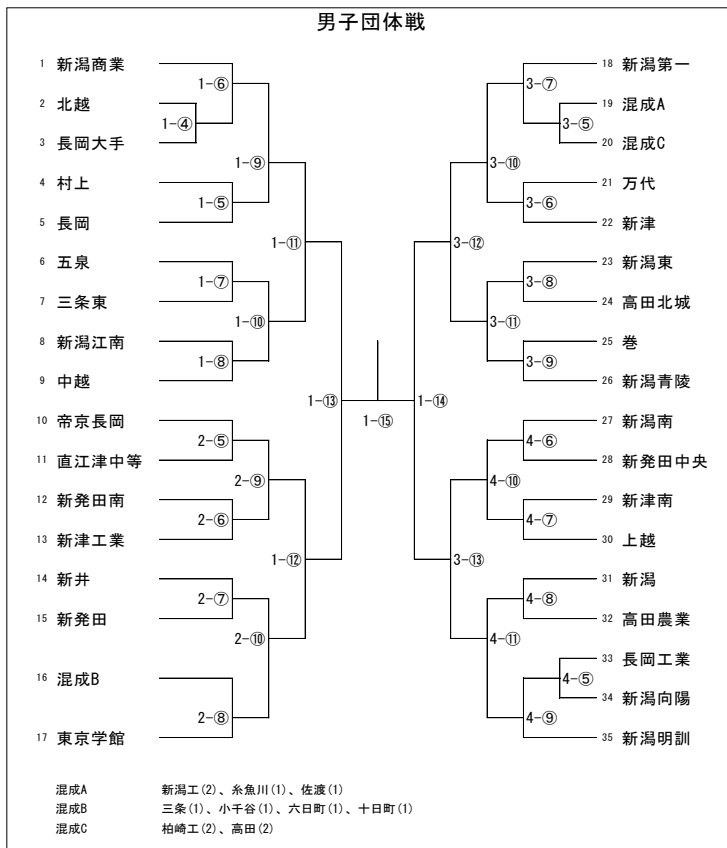 男子団体戦
1 新潟商業
2 北越
3 長岡大手
4 村上
5 長岡
6 五泉
7 三条東
8 新潟江南
9 中越
10 帝京長岡
11 直江津中等
12 新発田南
13 新津工業
14 新井
15 新発田
16 混成B
17 東京学館
1-⑥
1-④
1-⑨
1-⑤
1-⑪
1-⑦
1-⑩
1-⑧
1-⑬
2-⑤
2-⑨
2-⑥
1-⑫
2-⑦
2-⑩
2-⑧
1-⑮
1-⑭
3-⑦
3-⑤
3-⑩
3-⑥
3-⑫
3-⑧
3-⑪
3-⑨
4-⑥
4-⑩
4-⑦
3-⑬
4-⑧
4-⑪
4-⑤
4-⑨
18 新潟第一
19 混成A
20 混成C
21 万代
22 新津
23 新潟東
24 高田北城
25 巻
26 新潟青陵
27 新潟南
28 新発田中央
29 新津南
30 上越
31 新潟
32 高田農業
33 長岡工業
34 新潟向陽
35 新潟明訓
混成A 新潟工(2)、糸魚川(1)、佐渡(1)
混成B 三条(1)、小千谷(1)、六日町(1)、十日町(1)
混成C 柏崎工(2)、高田(2)